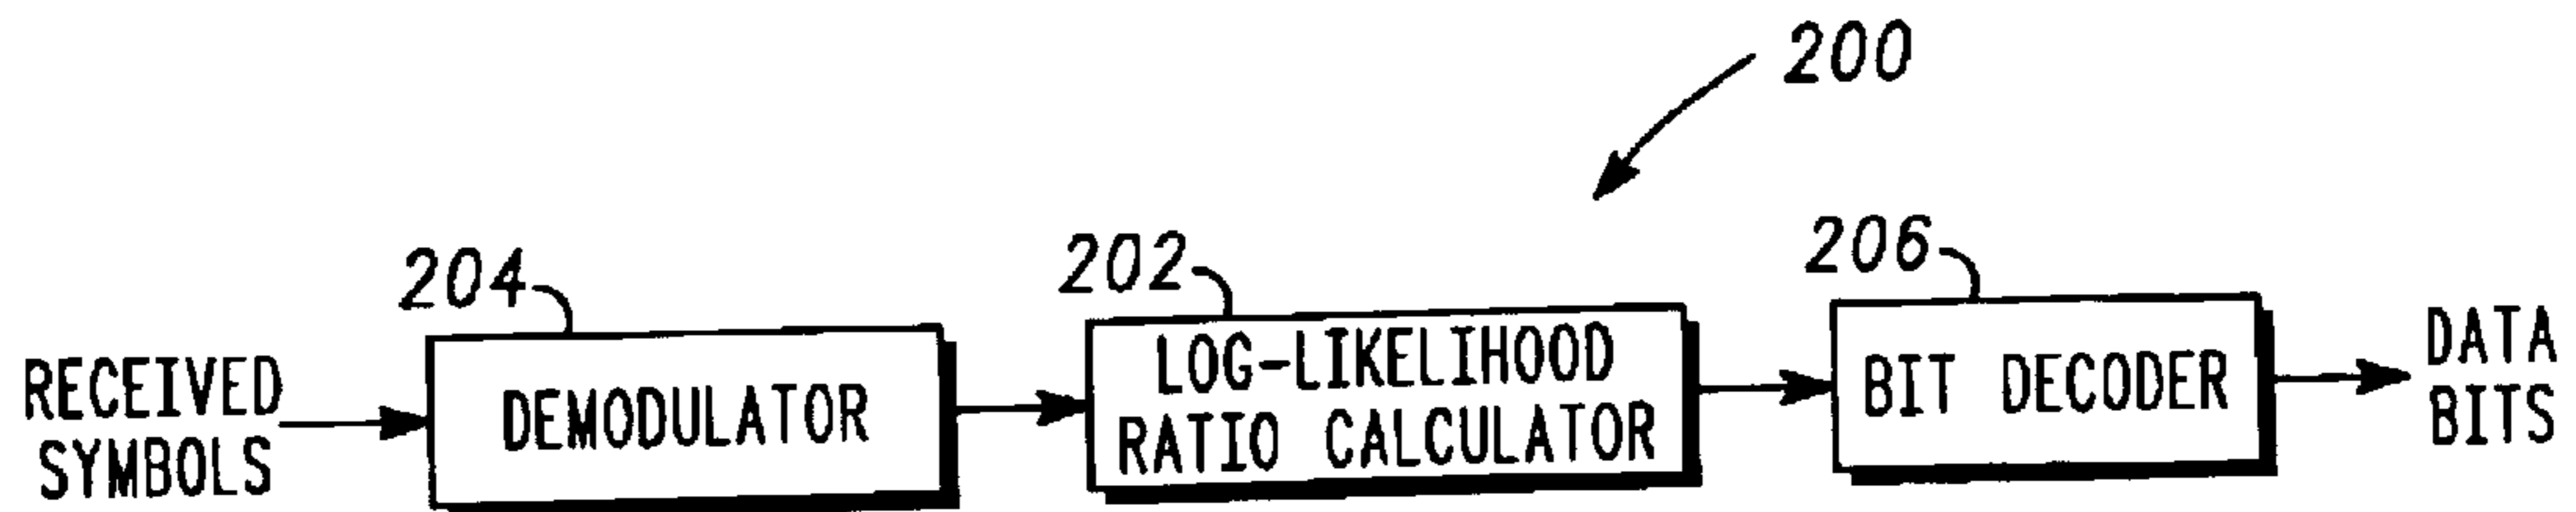 200
204
202
206
RECEIVED
SYMBOLS
DEMODULATOR
LOG-LIKELIHOOD
RATIO CALCULATOR
BIT DECODER
DATA
BITS